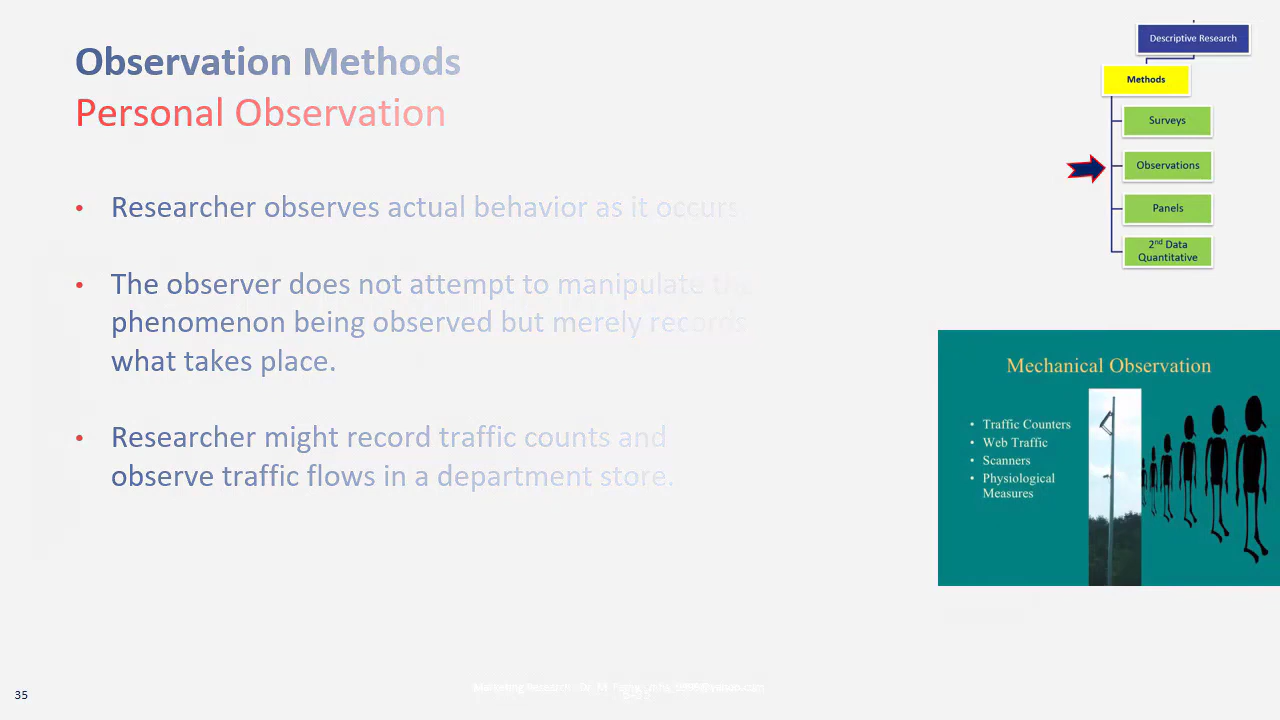 Observation Methods
Personal Observation
• Researcher observes actual behavior as it occurs.
• The observer does not attempt to manipulate the
phenomenon being observed but merely records
what takes place.
• Researcher might record traffic counts and
observe traffic flows in a department store.
Descriptive Research
Methods
Surveys
Observations
Panels
2nd Data
Quantitative
Mechanical Observation
• Traffic Counters
• Web Traffic
• Scanners
• Physiological
Measures
35
Marketing Research